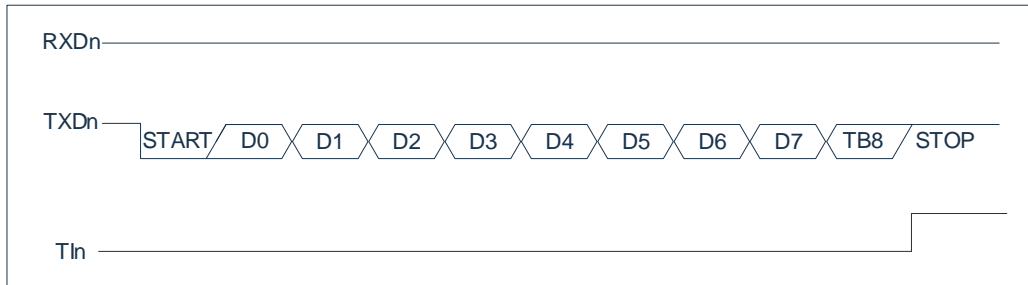 RXDn
TXDn
START D0 D1 D2 D3 D4 D5 D6 D7 TB8 STOP
TIn